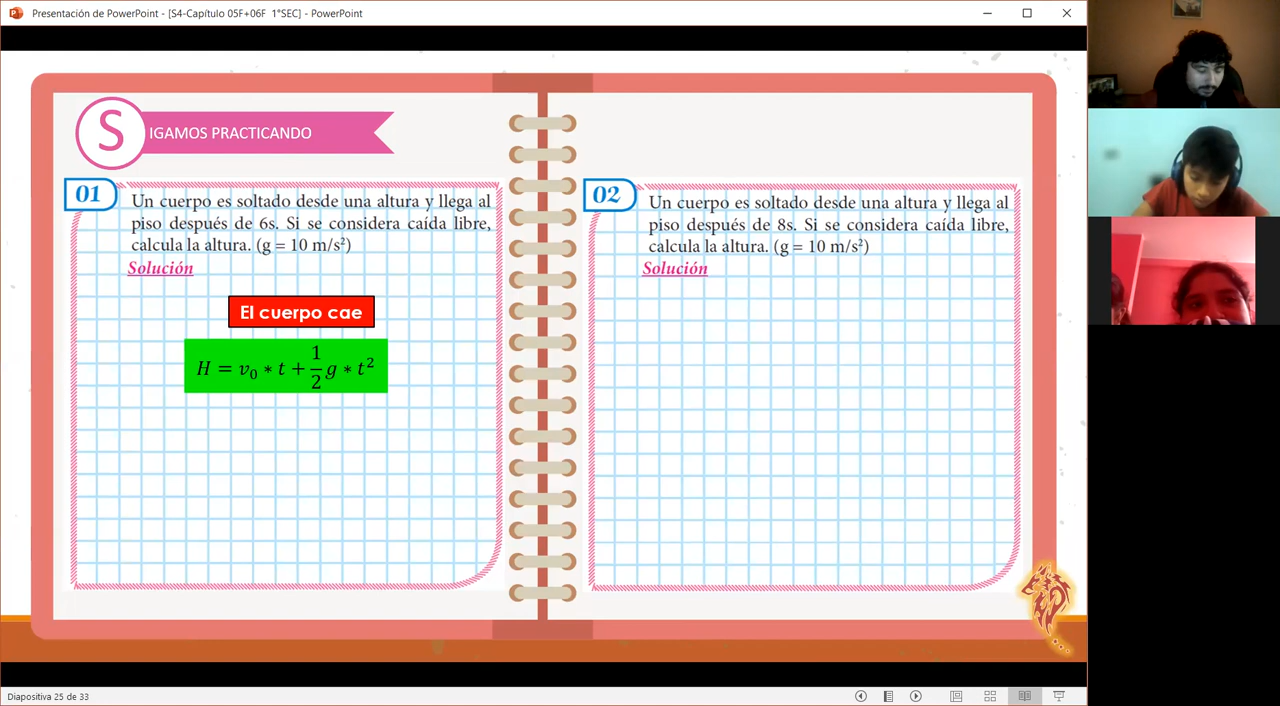 Presentación de PowerPoint - [S4-Capítulo 05F+06F 1°SEC] - PowerPoint
S IGAMOS PRACTICANDO
01
Un cuerpo es soltado desde una altura y llega al
piso después de 6s. Si se considera caída libre,
calcula la altura. (g = 10 m/s²)
Solución
El cuerpo cae
H = v₀ * t + 1/2 g * t²
02
Un cuerpo es soltado desde una altura y llega al
piso después de 8s. Si se considera caída libre,
calcula la altura. (g = 10 m/s²)
Solución
Diapositiva 25 de 33